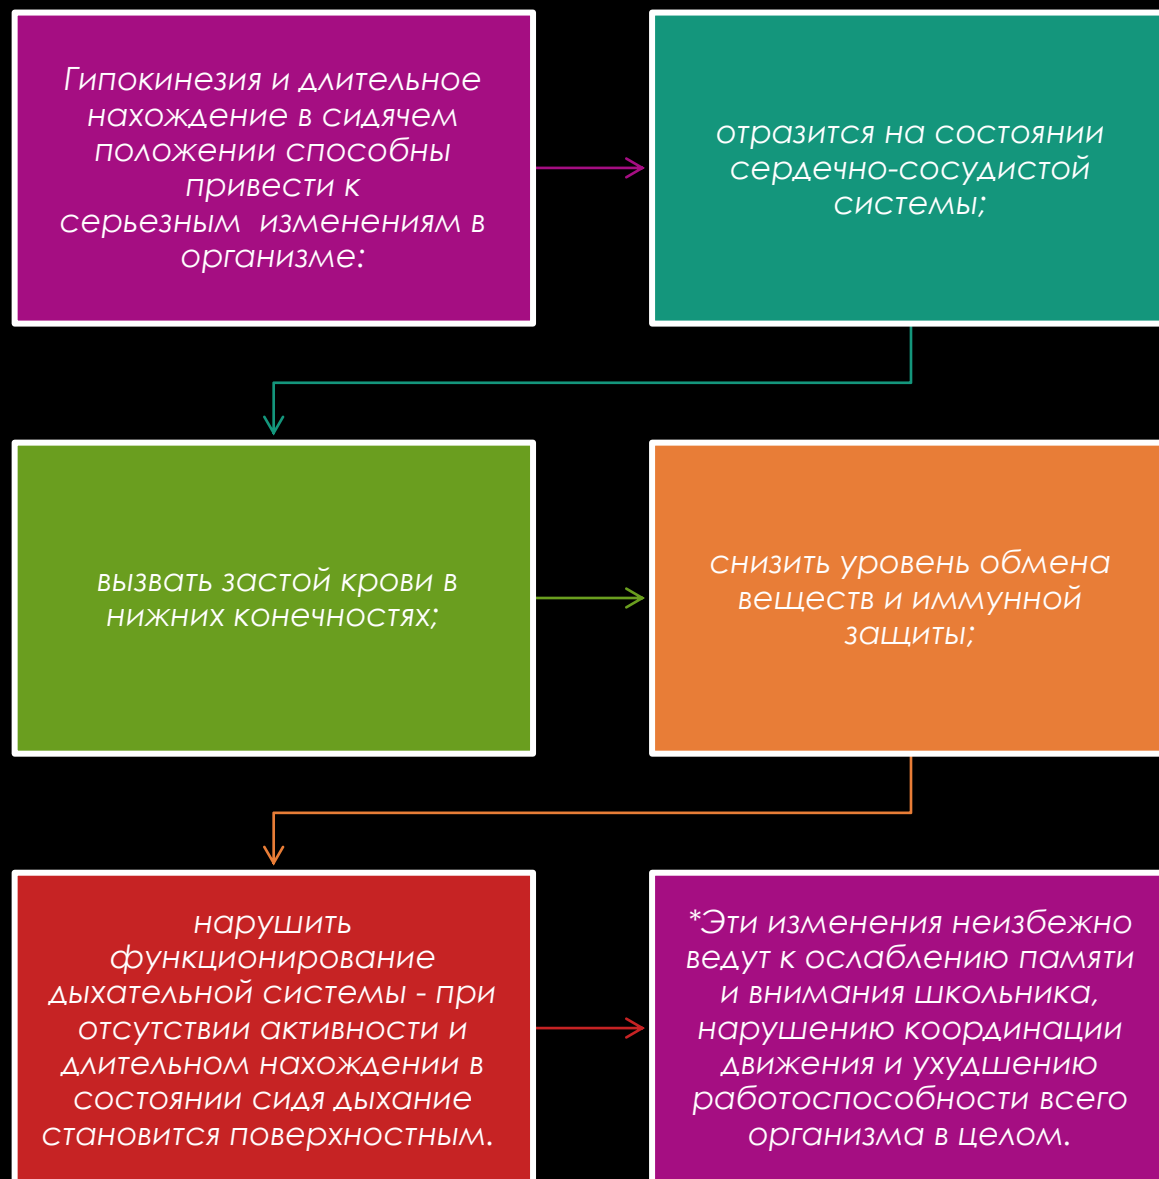 Гипокинезия и длительное
нахождение в сидячем
положении способны
привести к
серьезным  изменениям в
организме:
отразится на состоянии
сердечно-сосудистой
системы;
вызвать застой крови в
нижних конечностях;
снизить уровень обмена
веществ и иммунной
защиты;
нарушить
функционирование
дыхательной системы - при
отсутствии активности и
длительном нахождении в
состоянии сидя дыхание
становится поверхностным.
*Эти изменения неизбежно
ведут к ослаблению памяти
и внимания школьника,
нарушению координации
движения и ухудшению
работоспособности всего
организма в целом.